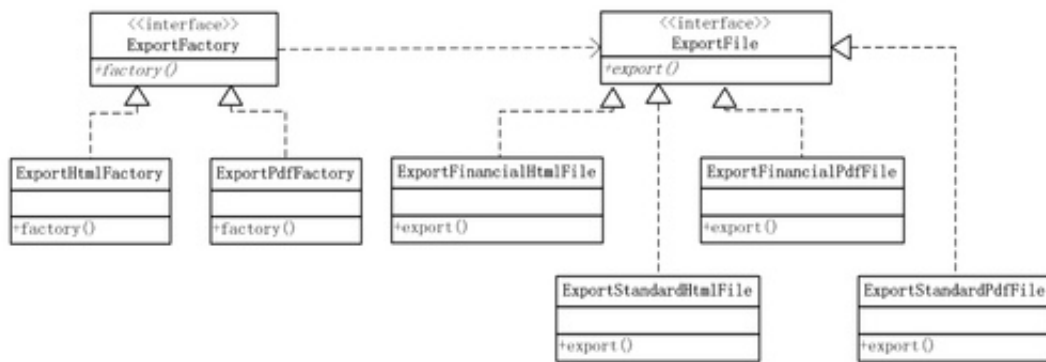 <<interface>>
ExportFactory
+factory()
<<interface>>
ExportFile
+export()
ExportHtmlFactory
+factory()
ExportPdfFactory
+factory()
ExportFinancialHtmlFile
+export()
ExportFinancialPdfFile
+export()
ExportStandardHtmlFile
+export()
ExportStandardPdfFile
+export()